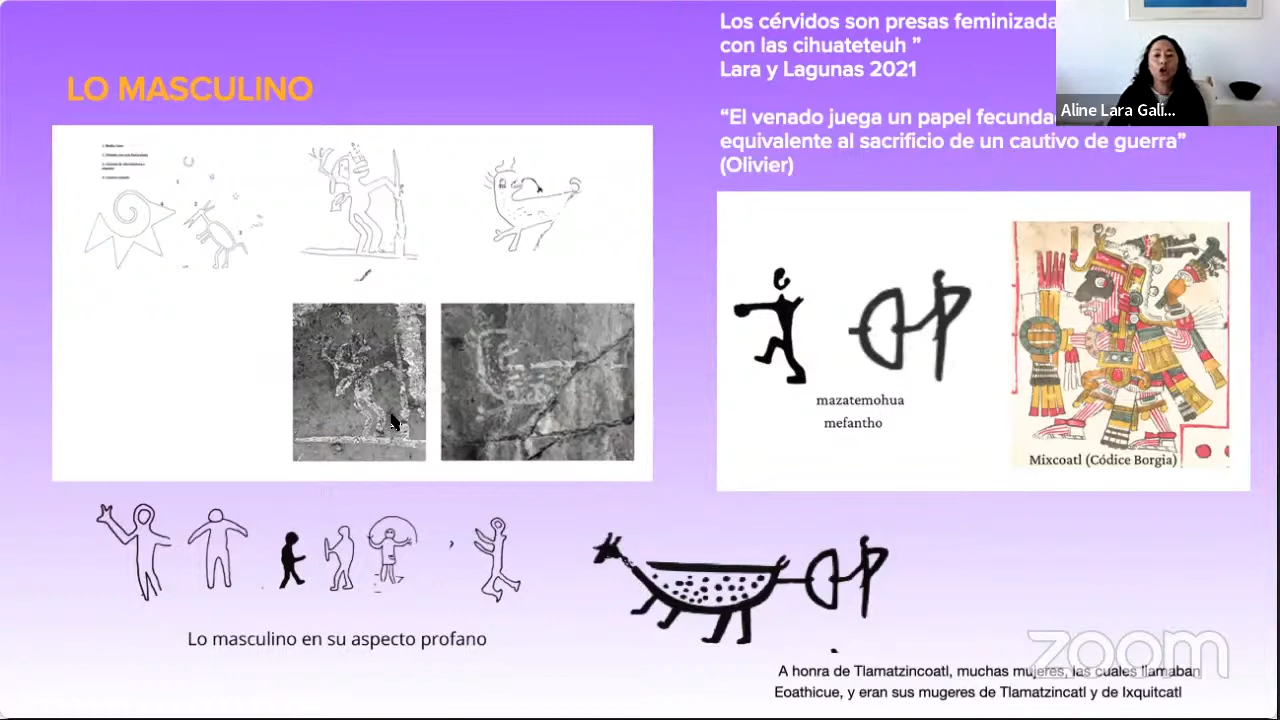 LO MASCULINO
Los cérvidos son presas feminizada
con las cihuateteuh ”
Lara y Lagunas 2021
“El venado juega un papel fecunda
equivalente al sacrificio de un cautivo de guerra”
(Olivier)
Aline Lara Gali...
mazatemohua
mefantho
Mixcoatl (Códice Borgia)
Lo masculino en su aspecto profano
A honra de Tlamatzincoatl, muchas mujeres, las cuales llamaban
Eoathicue, y eran sus mugeres de Tlamatzincatl y de Ixquitcatl
zoom